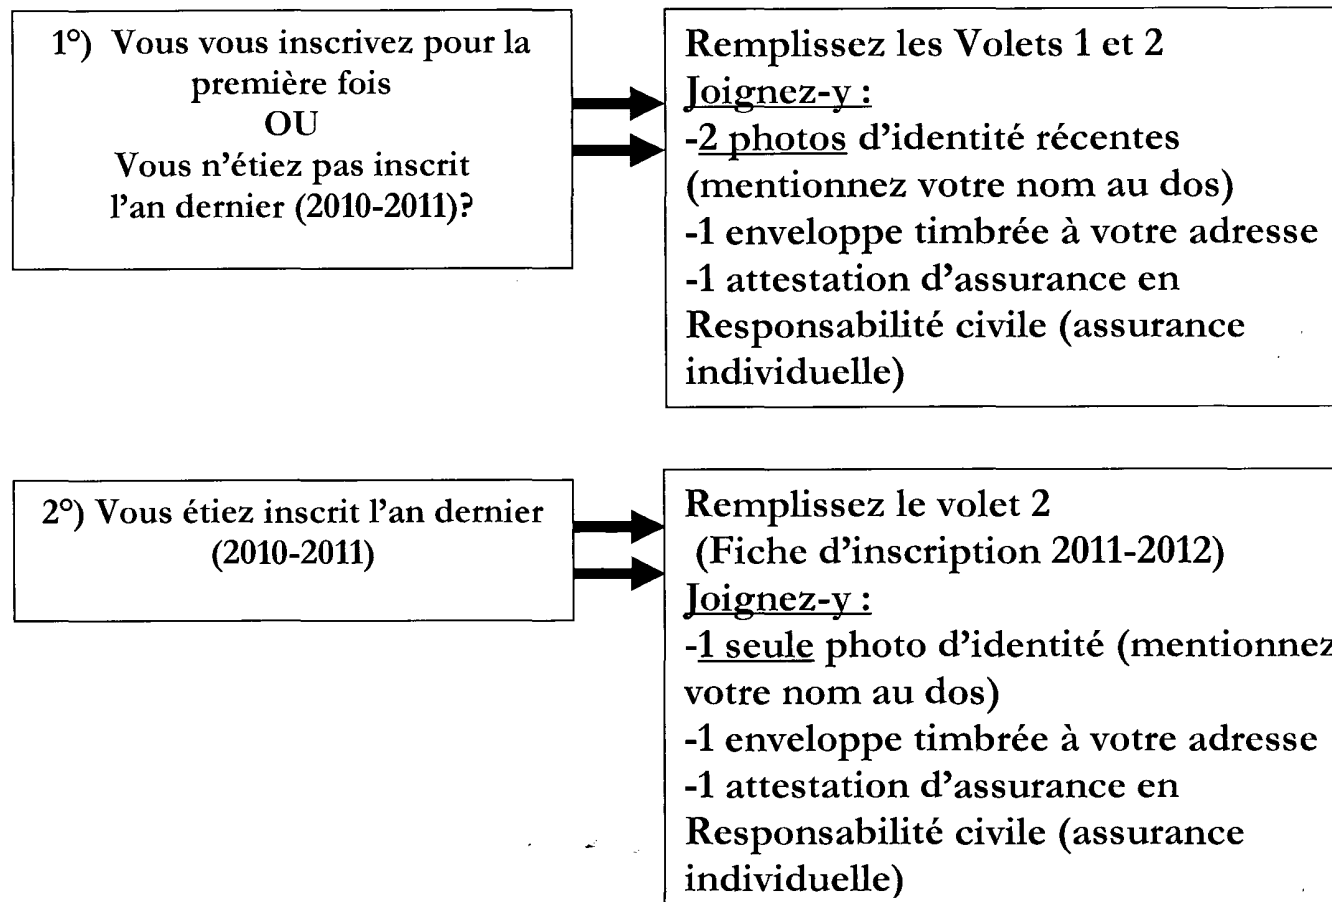 1°) Vous vous inscrivez pour la
première fois
OU
Vous n'étiez pas inscrit
l'an dernier (2010-2011)?
Remplissez les Volets 1 et 2
Joignez-y :
-2 photos d'identité récentes
(mentionnez votre nom au dos)
-1 enveloppe timbrée à votre adresse
-1 attestation d'assurance en
Responsabilité civile (assurance
individuelle)
2°) Vous étiez inscrit l'an dernier
(2010-2011)
Remplissez le volet 2
(Fiche d'inscription 2011-2012)
Joignez-y :
-1 seule photo d'identité (mentionnez
votre nom au dos)
-1 enveloppe timbrée à votre adresse
-1 attestation d'assurance en
Responsabilité civile (assurance
individuelle)